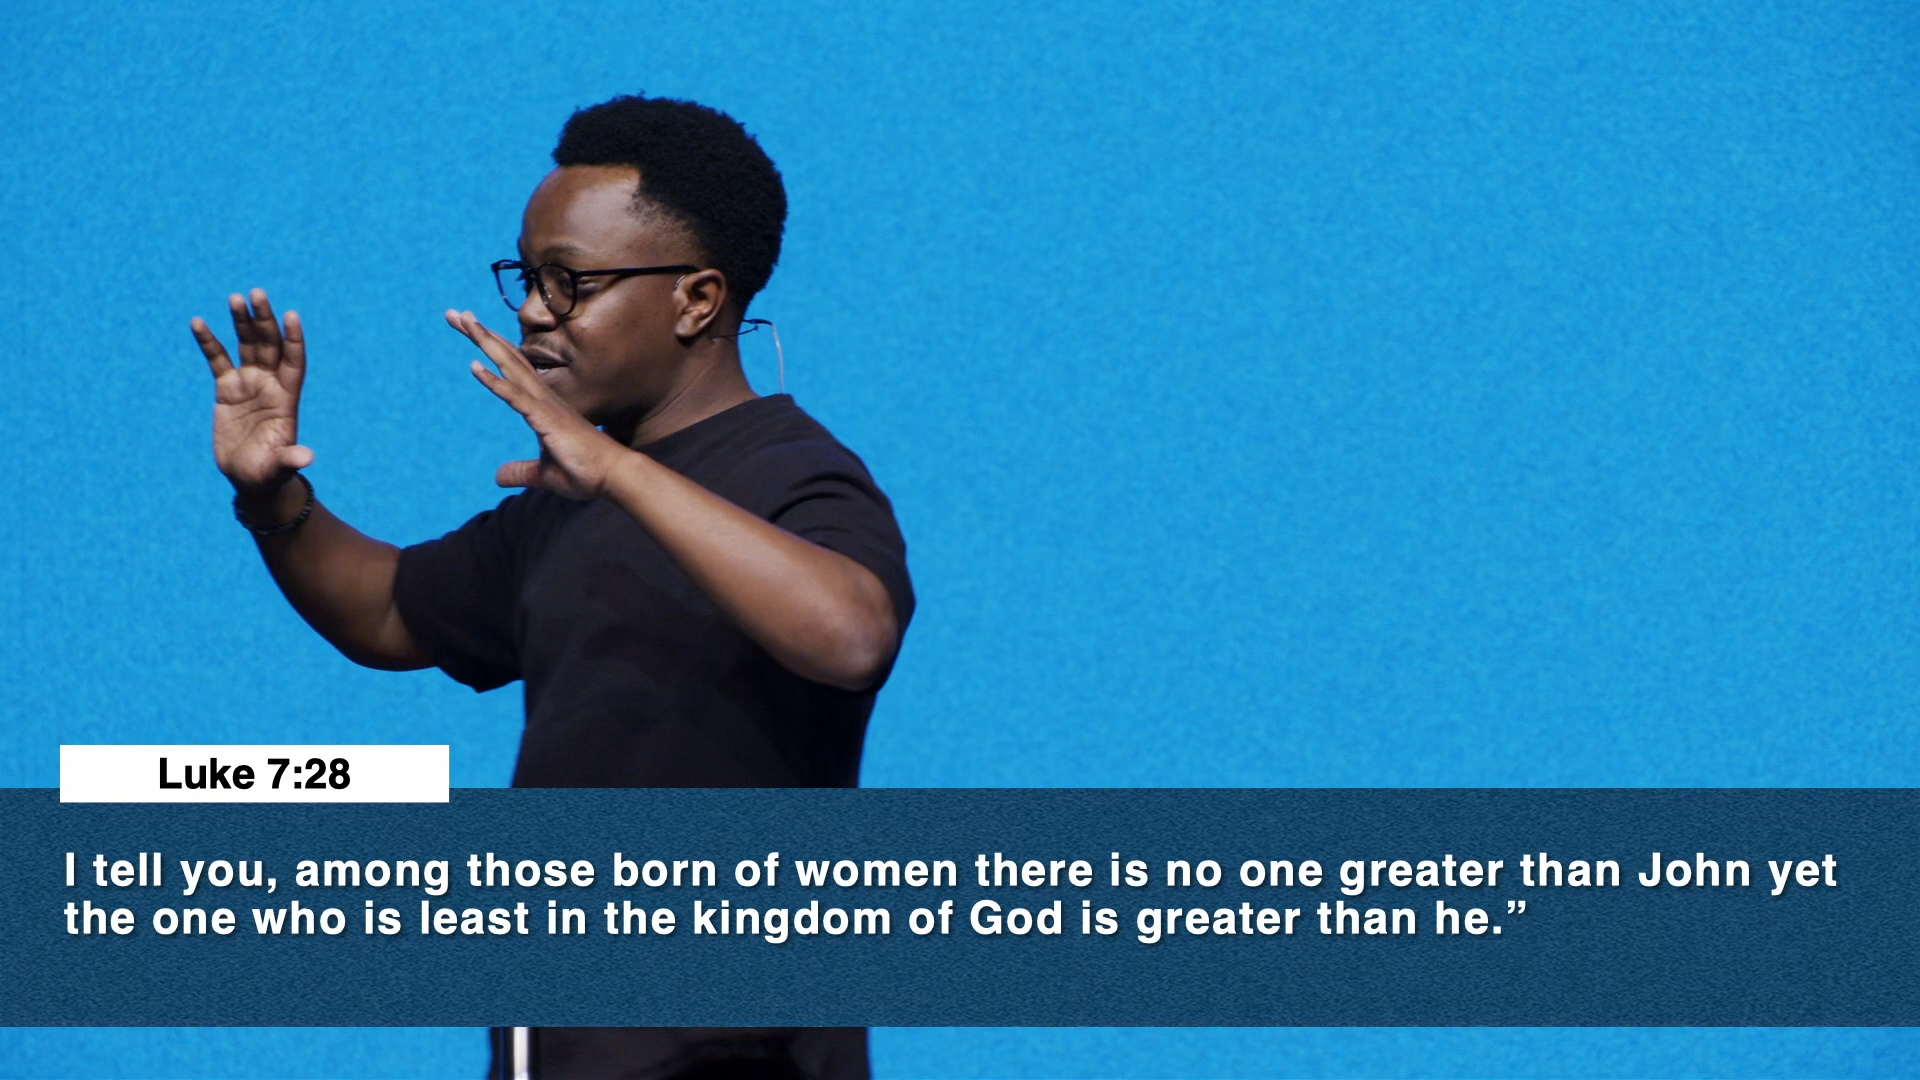 Luke 7:28
I tell you, among those born of women there is no one greater than John yet
the one who is least in the kingdom of God is greater than he.”